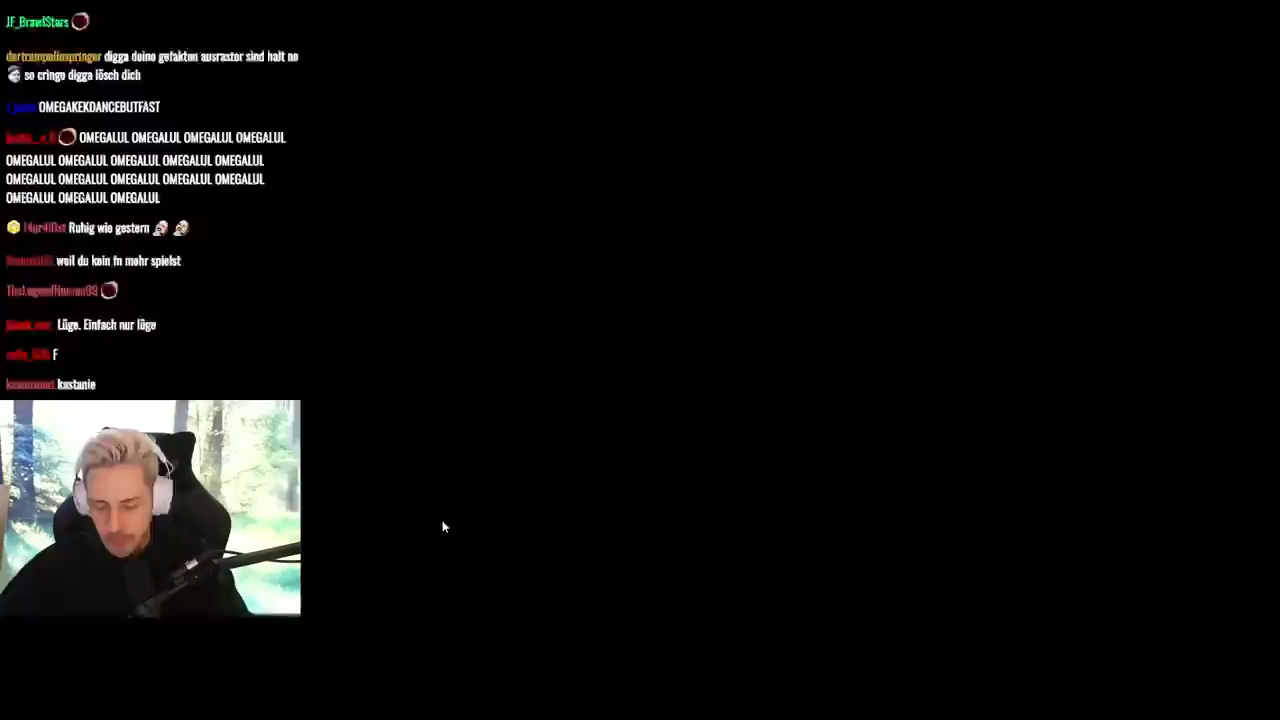 JF_BrawlStars
digga deine gefakten ausraster sind halt no
so cringe digga lösch dich
OMEGAKEKDANCEBUTFAST
OMEGALUL OMEGALUL OMEGALUL OMEGALUL
OMEGALUL OMEGALUL OMEGALUL OMEGALUL OMEGALUL
OMEGALUL OMEGALUL OMEGALUL OMEGALUL OMEGALUL
OMEGALUL OMEGALUL OMEGALUL
Ruhig wie gestern
weil du kein fn mehr spielst
Lüge. Einfach nur lüge
F
kastanie